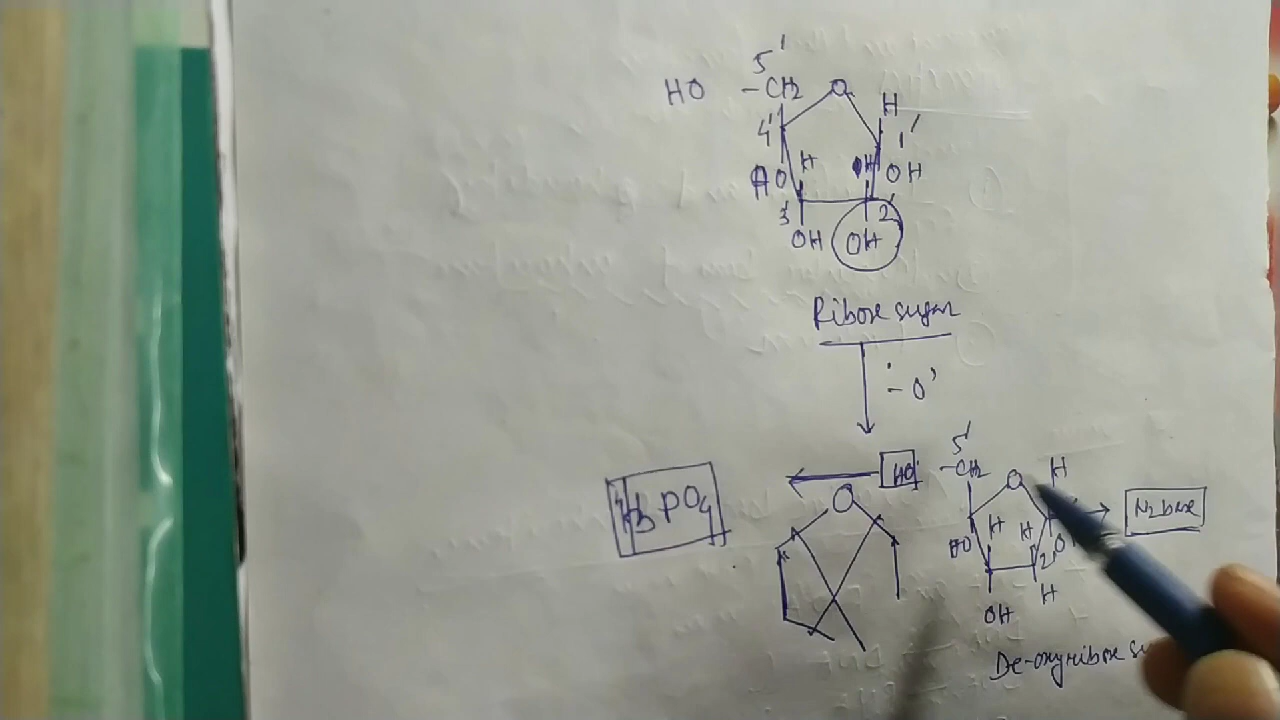 5'
HO -CH2 O H
4' 1'
HO H OH OH
3' 2'
OH OH
Ribose sugar
- O'
5'
HO -CH2 O H
H3PO4 O N2 base
HO H H O
2'
OH H
De-oxyribose